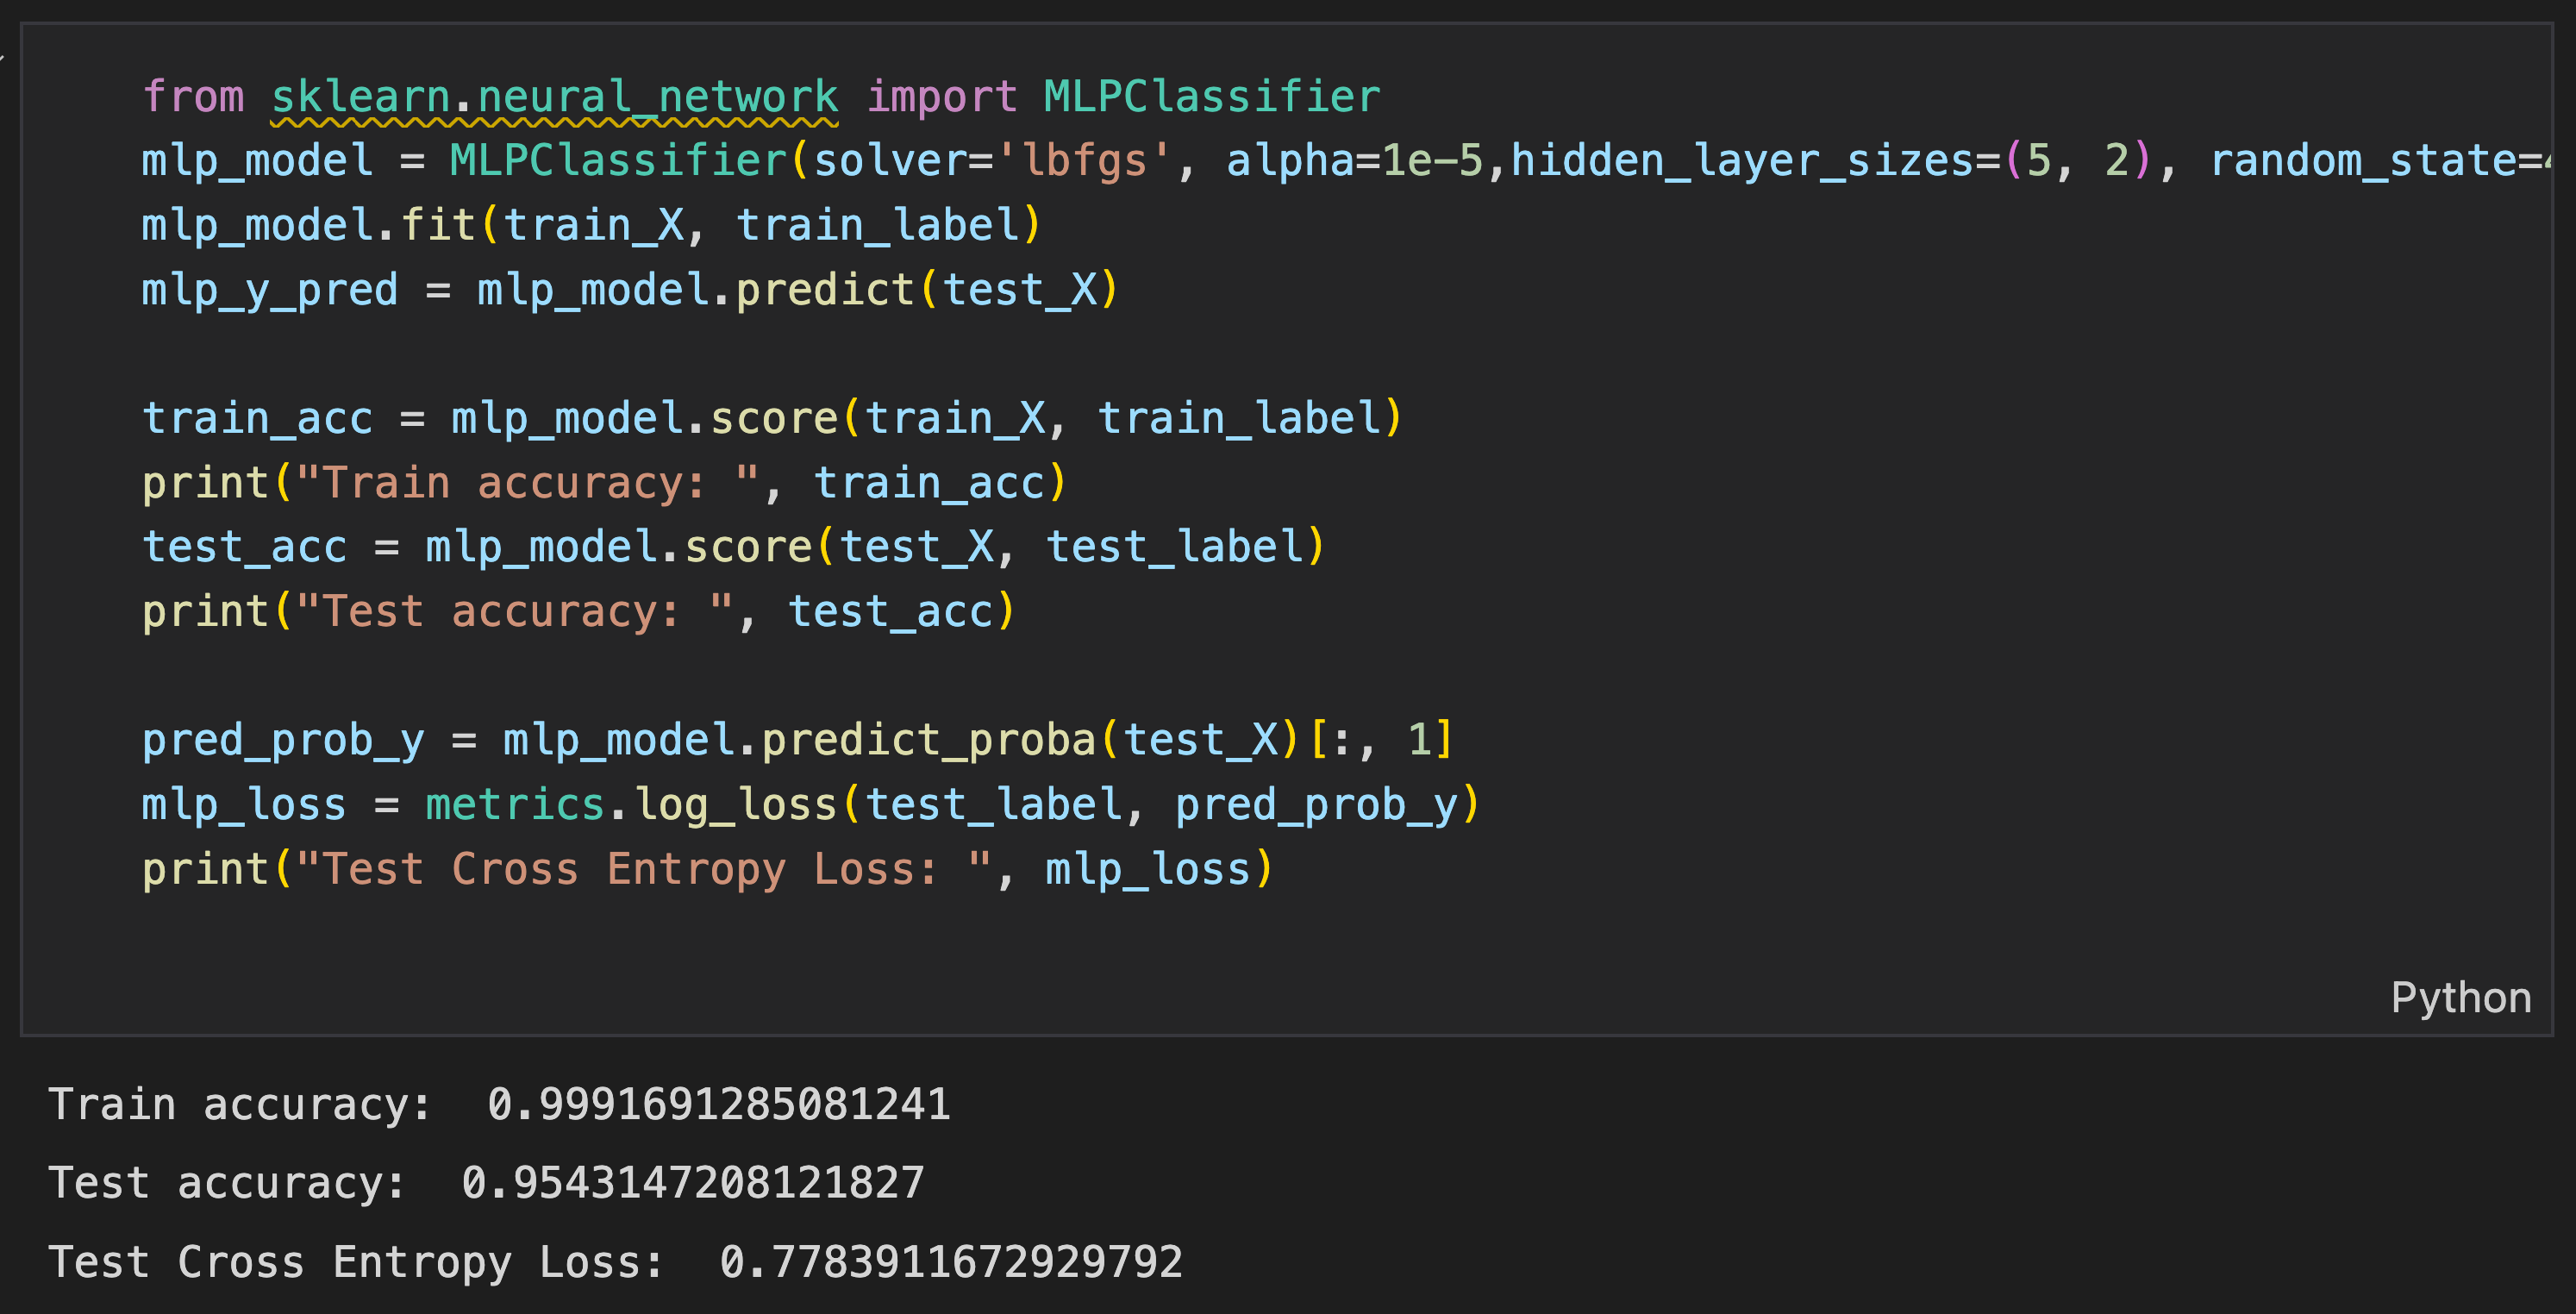 from sklearn.neural_network import MLPClassifier
mlp_model = MLPClassifier(solver='lbfgs', alpha=1e-5,hidden_layer_sizes=(5, 2), random_state=
mlp_model.fit(train_X, train_label)
mlp_y_pred = mlp_model.predict(test_X)
train_acc = mlp_model.score(train_X, train_label)
print("Train accuracy: ", train_acc)
test_acc = mlp_model.score(test_X, test_label)
print("Test accuracy: ", test_acc)
pred_prob_y = mlp_model.predict_proba(test_X)[:, 1]
mlp_loss = metrics.log_loss(test_label, pred_prob_y)
print("Test Cross Entropy Loss: ", mlp_loss)
Python
Train accuracy:  0.9991691285081241
Test accuracy:  0.9543147208121827
Test Cross Entropy Loss:  0.7783911672929792